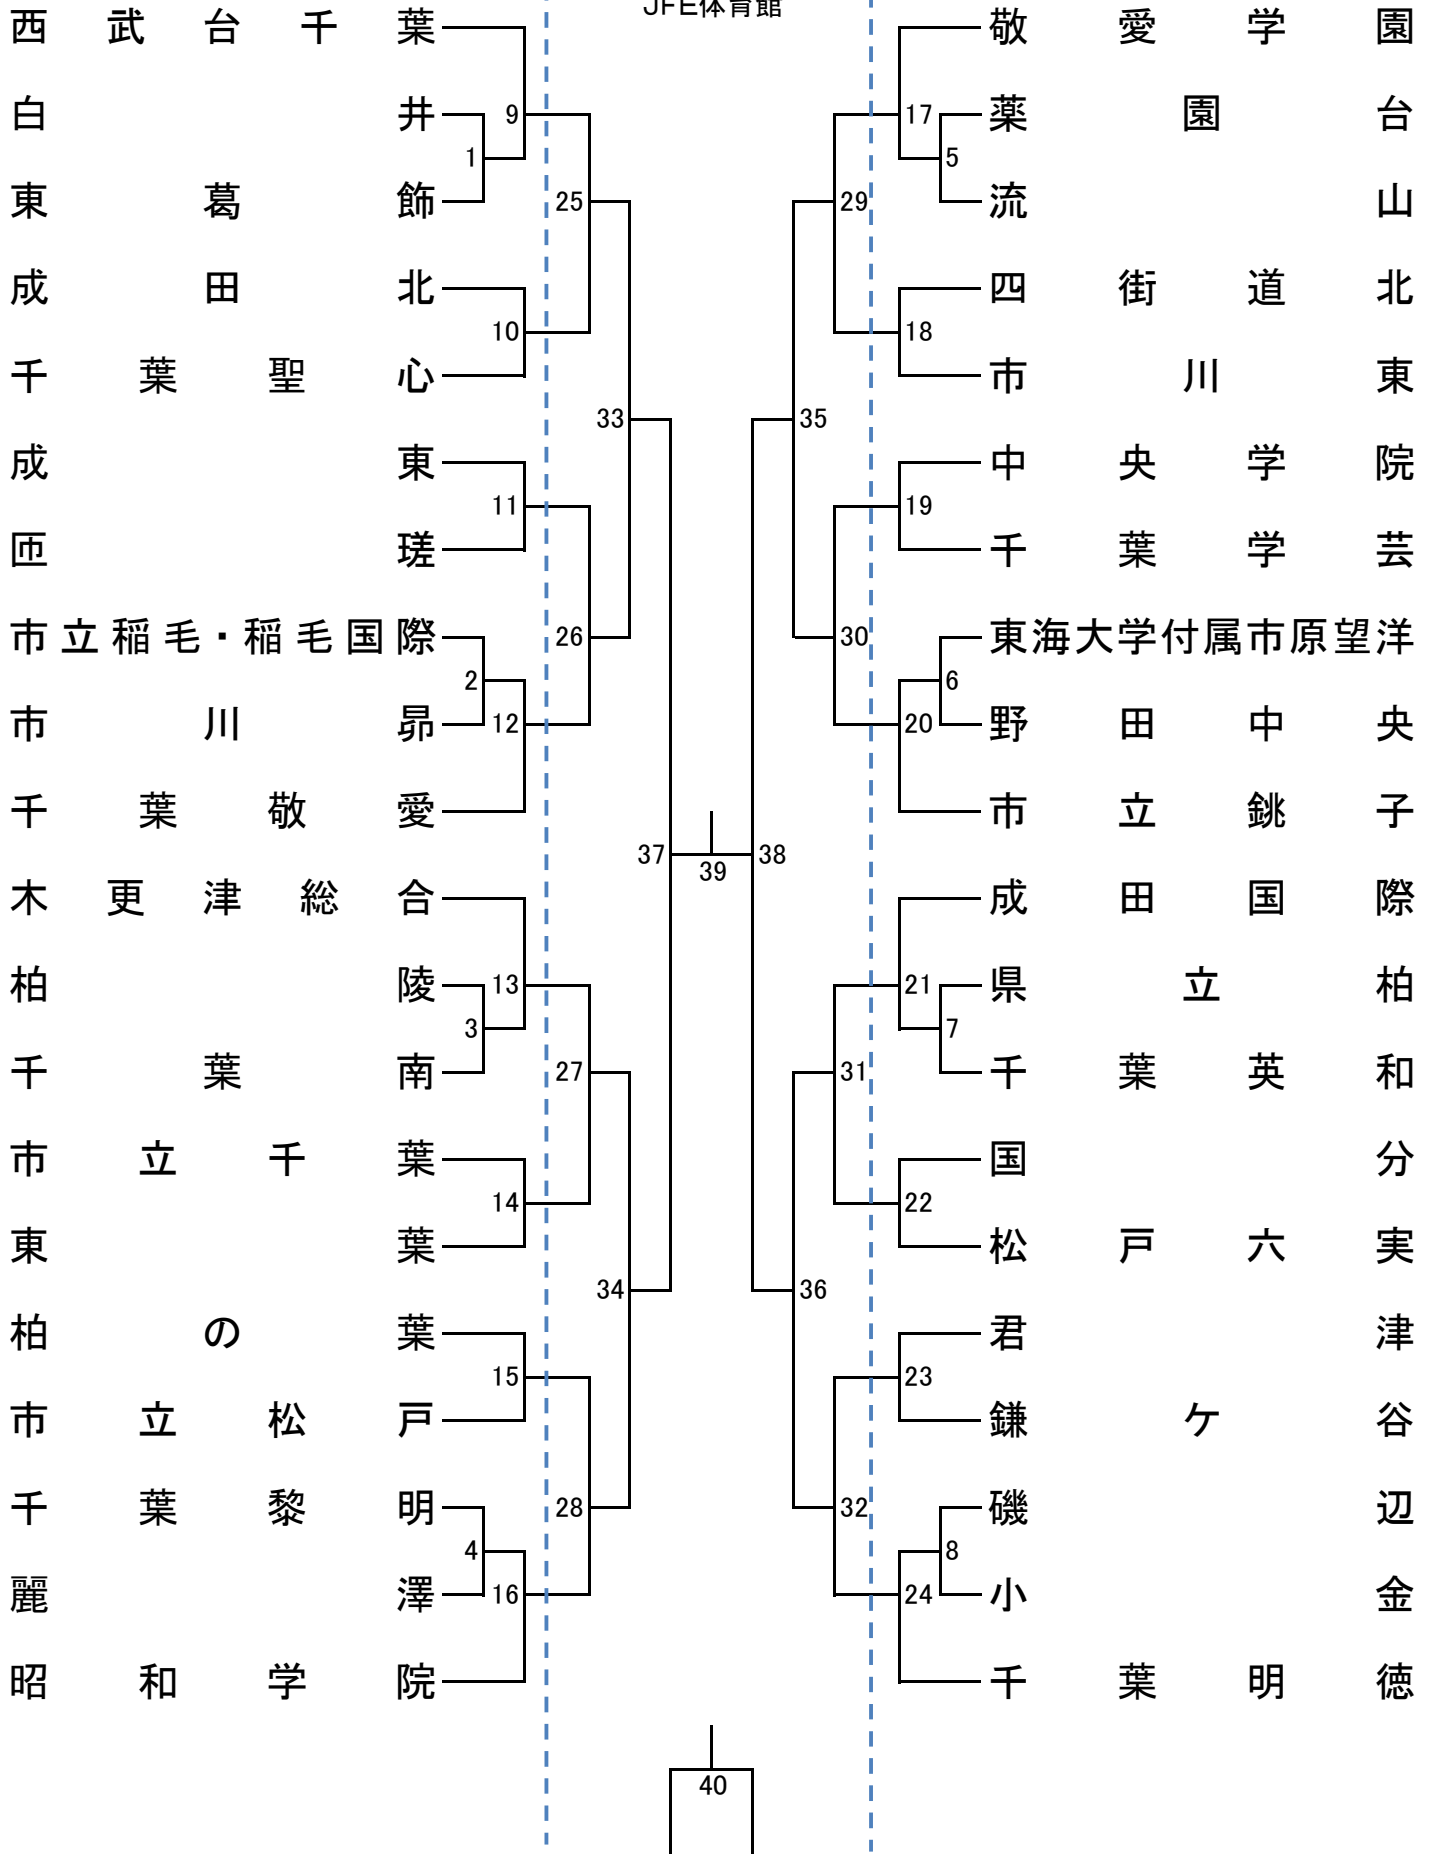 JFE体育館
西武台千葉
白井
東葛飾
成田北
千葉聖心
成東
匝瑳
市立稲毛・稲毛国際
市川昴
千葉敬愛
木更津総合
柏陵
千葉南
市立千葉
東葉
柏の葉
市立松戸
千葉黎明
麗澤
昭和学院
1
2
3
4
9
10
11
12
13
14
15
16
25
26
27
28
33
34
37
39
38
35
36
29
30
31
32
17
18
19
20
21
22
23
24
5
6
7
8
敬愛学園
薬園台
流山
四街道北
市川東
中央学院
千葉学芸
東海大学付属市原望洋
野田中央
市立銚子
成田国際
県立柏
千葉英和
国分
松戸六実
君津
鎌ケ谷
磯辺
小金
千葉明徳
40